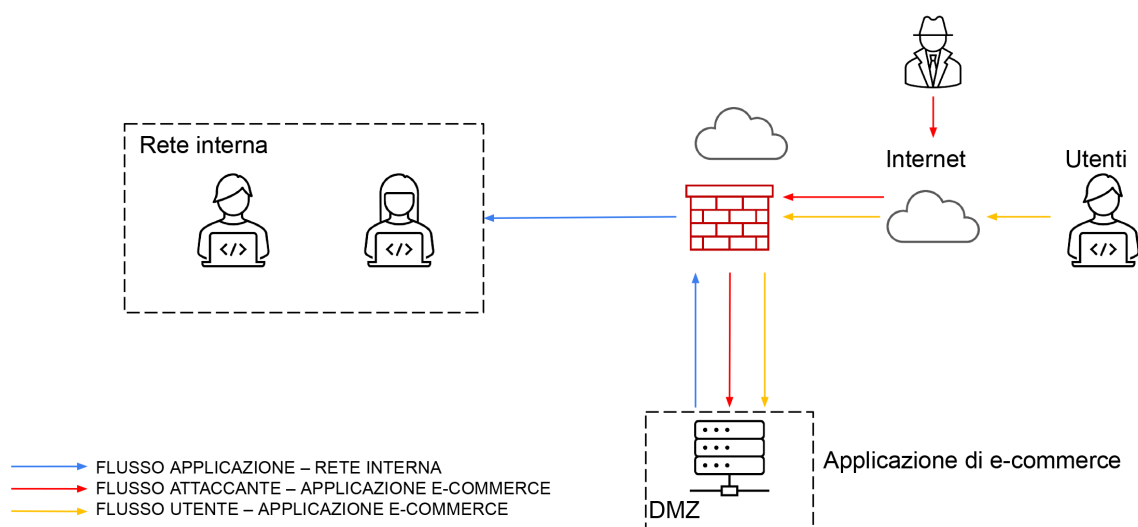 Rete interna
Internet
Utenti
</>
</>
</>
Applicazione di e-commerce
DMZ
FLUSSO APPLICAZIONE – RETE INTERNA
FLUSSO ATTACCANTE – APPLICAZIONE E-COMMERCE
FLUSSO UTENTE – APPLICAZIONE E-COMMERCE